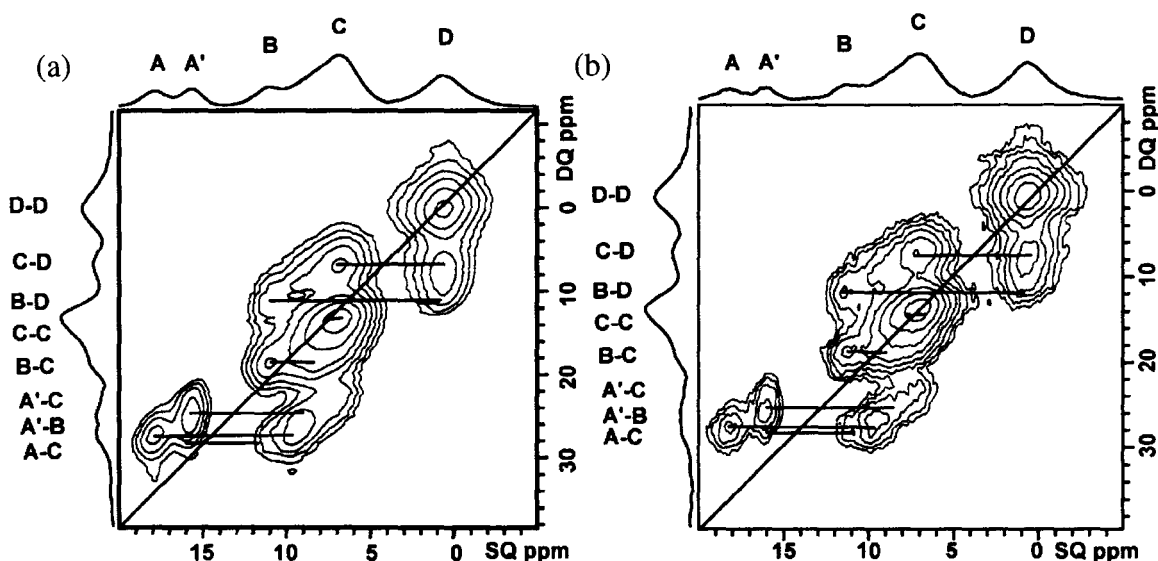 (a)
A A' B C D
D-D
C-D
B-D
C-C
B-C
A'-C
A'-B
A-C
DQ ppm
0
10
20
30
15 10 5 0 SQ ppm
(b)
A A' B C D
D-D
C-D
B-D
C-C
B-C
A'-C
A'-B
A-C
DQ ppm
0
10
20
30
15 10 5 0 SQ ppm